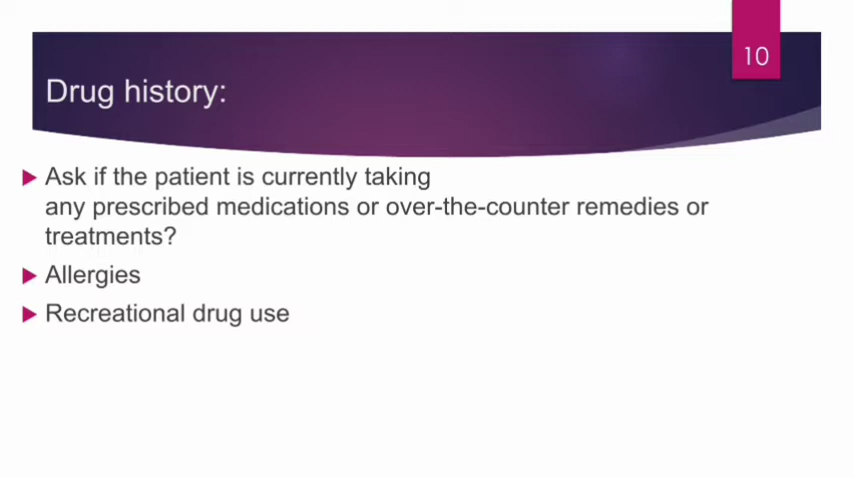 10
Drug history:
Ask if the patient is currently taking
any prescribed medications or over-the-counter remedies or
treatments?
Allergies
Recreational drug use